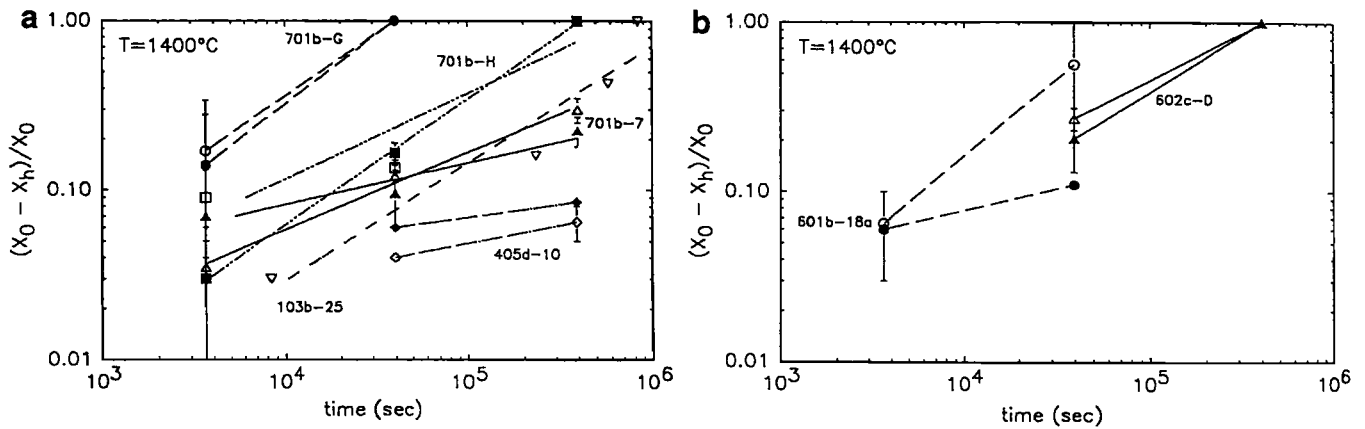 a
(X₀ − Xₕ)/X₀
1.00
0.10
0.01
T=1400°C
701b-G
701b-H
701b-7
405d-10
103b-25
10³ 10⁴ 10⁵ 10⁶
time (sec)
b
(X₀ − Xₕ)/X₀
1.00
0.10
0.01
T=1400°C
602c-D
601b-18a
10³ 10⁴ 10⁵ 10⁶
time (sec)